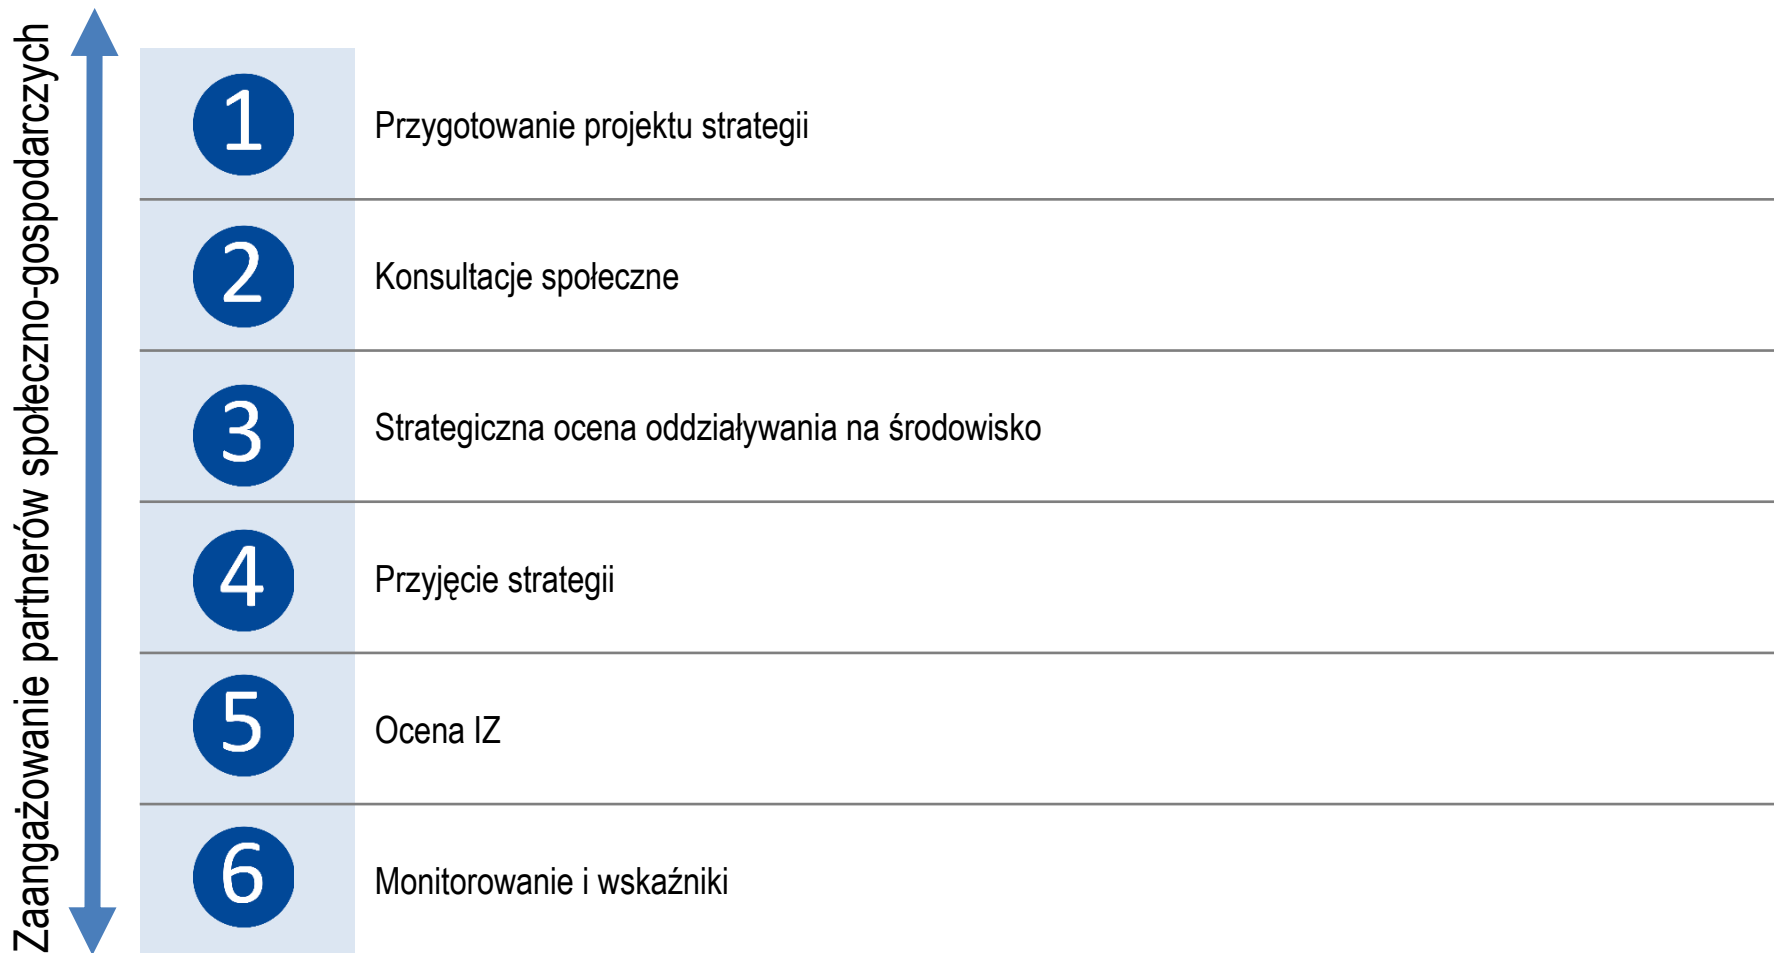 Zaangażowanie partnerów społeczno-gospodarczych
1
Przygotowanie projektu strategii
2
Konsultacje społeczne
3
Strategiczna ocena oddziaływania na środowisko
4
Przyjęcie strategii
5
Ocena IZ
6
Monitorowanie i wskaźniki